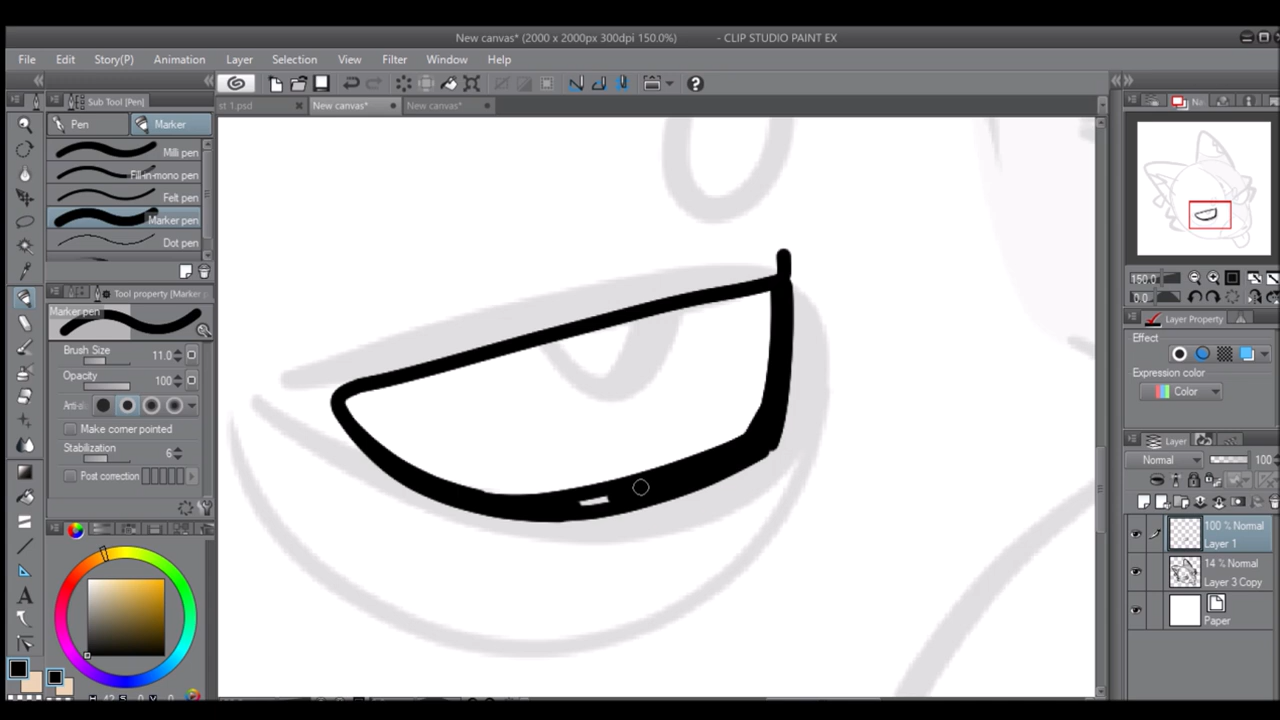 New canvas* (2000 x 2000px 300dpi 150.0%) - CLIP STUDIO PAINT EX
File Edit Story(P) Animation Layer Selection View Filter Window Help
Sub Tool [Pen]
st 1.psd New canvas* New canvas*
Pen Marker
Milli pen
Fill-in-mono pen
Felt pen
Marker pen
Dot pen
Tool property [Marker p
Marker pen
Brush Size 11.0
Opacity 100
Make corner pointed
Stabilization 6
Post correction
150.0
0.0
Layer Property
Effect
Expression color
Color
Layer
Normal 100
100 % Normal
Layer 1
14 % Normal
Layer 3 Copy
Paper